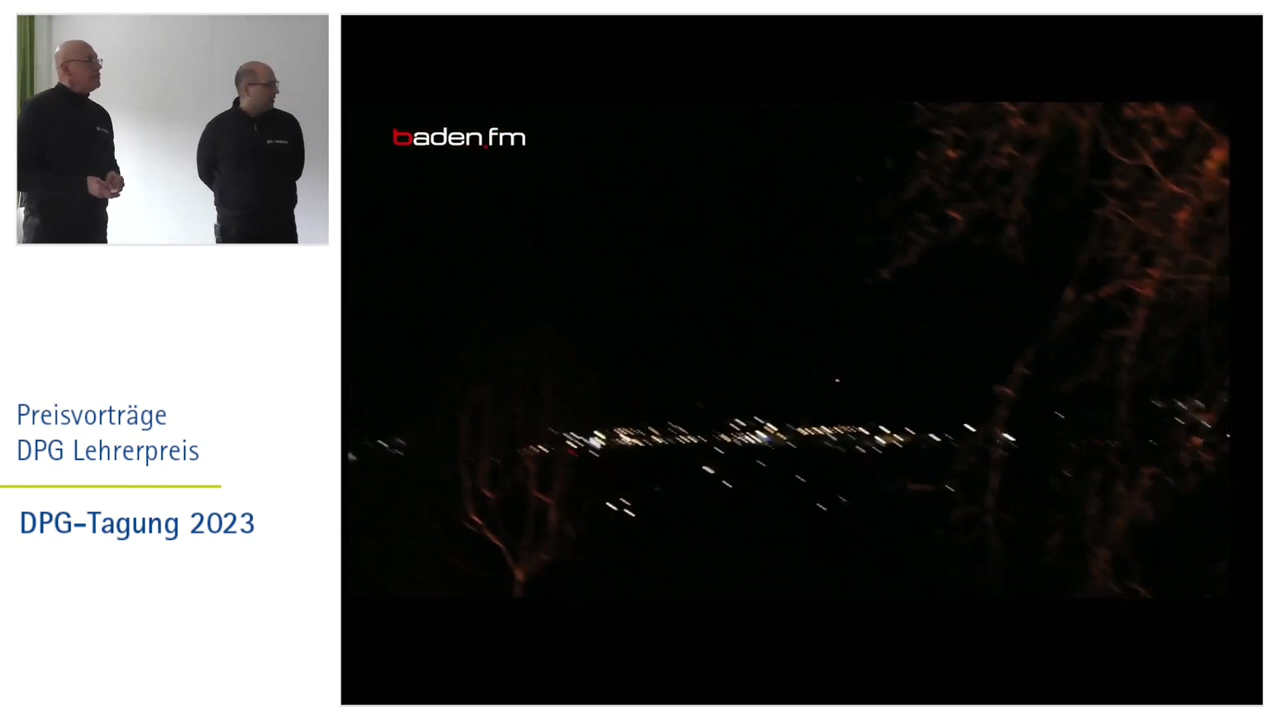 baden.fm
Preisvorträge
DPG Lehrerpreis
DPG-Tagung 2023